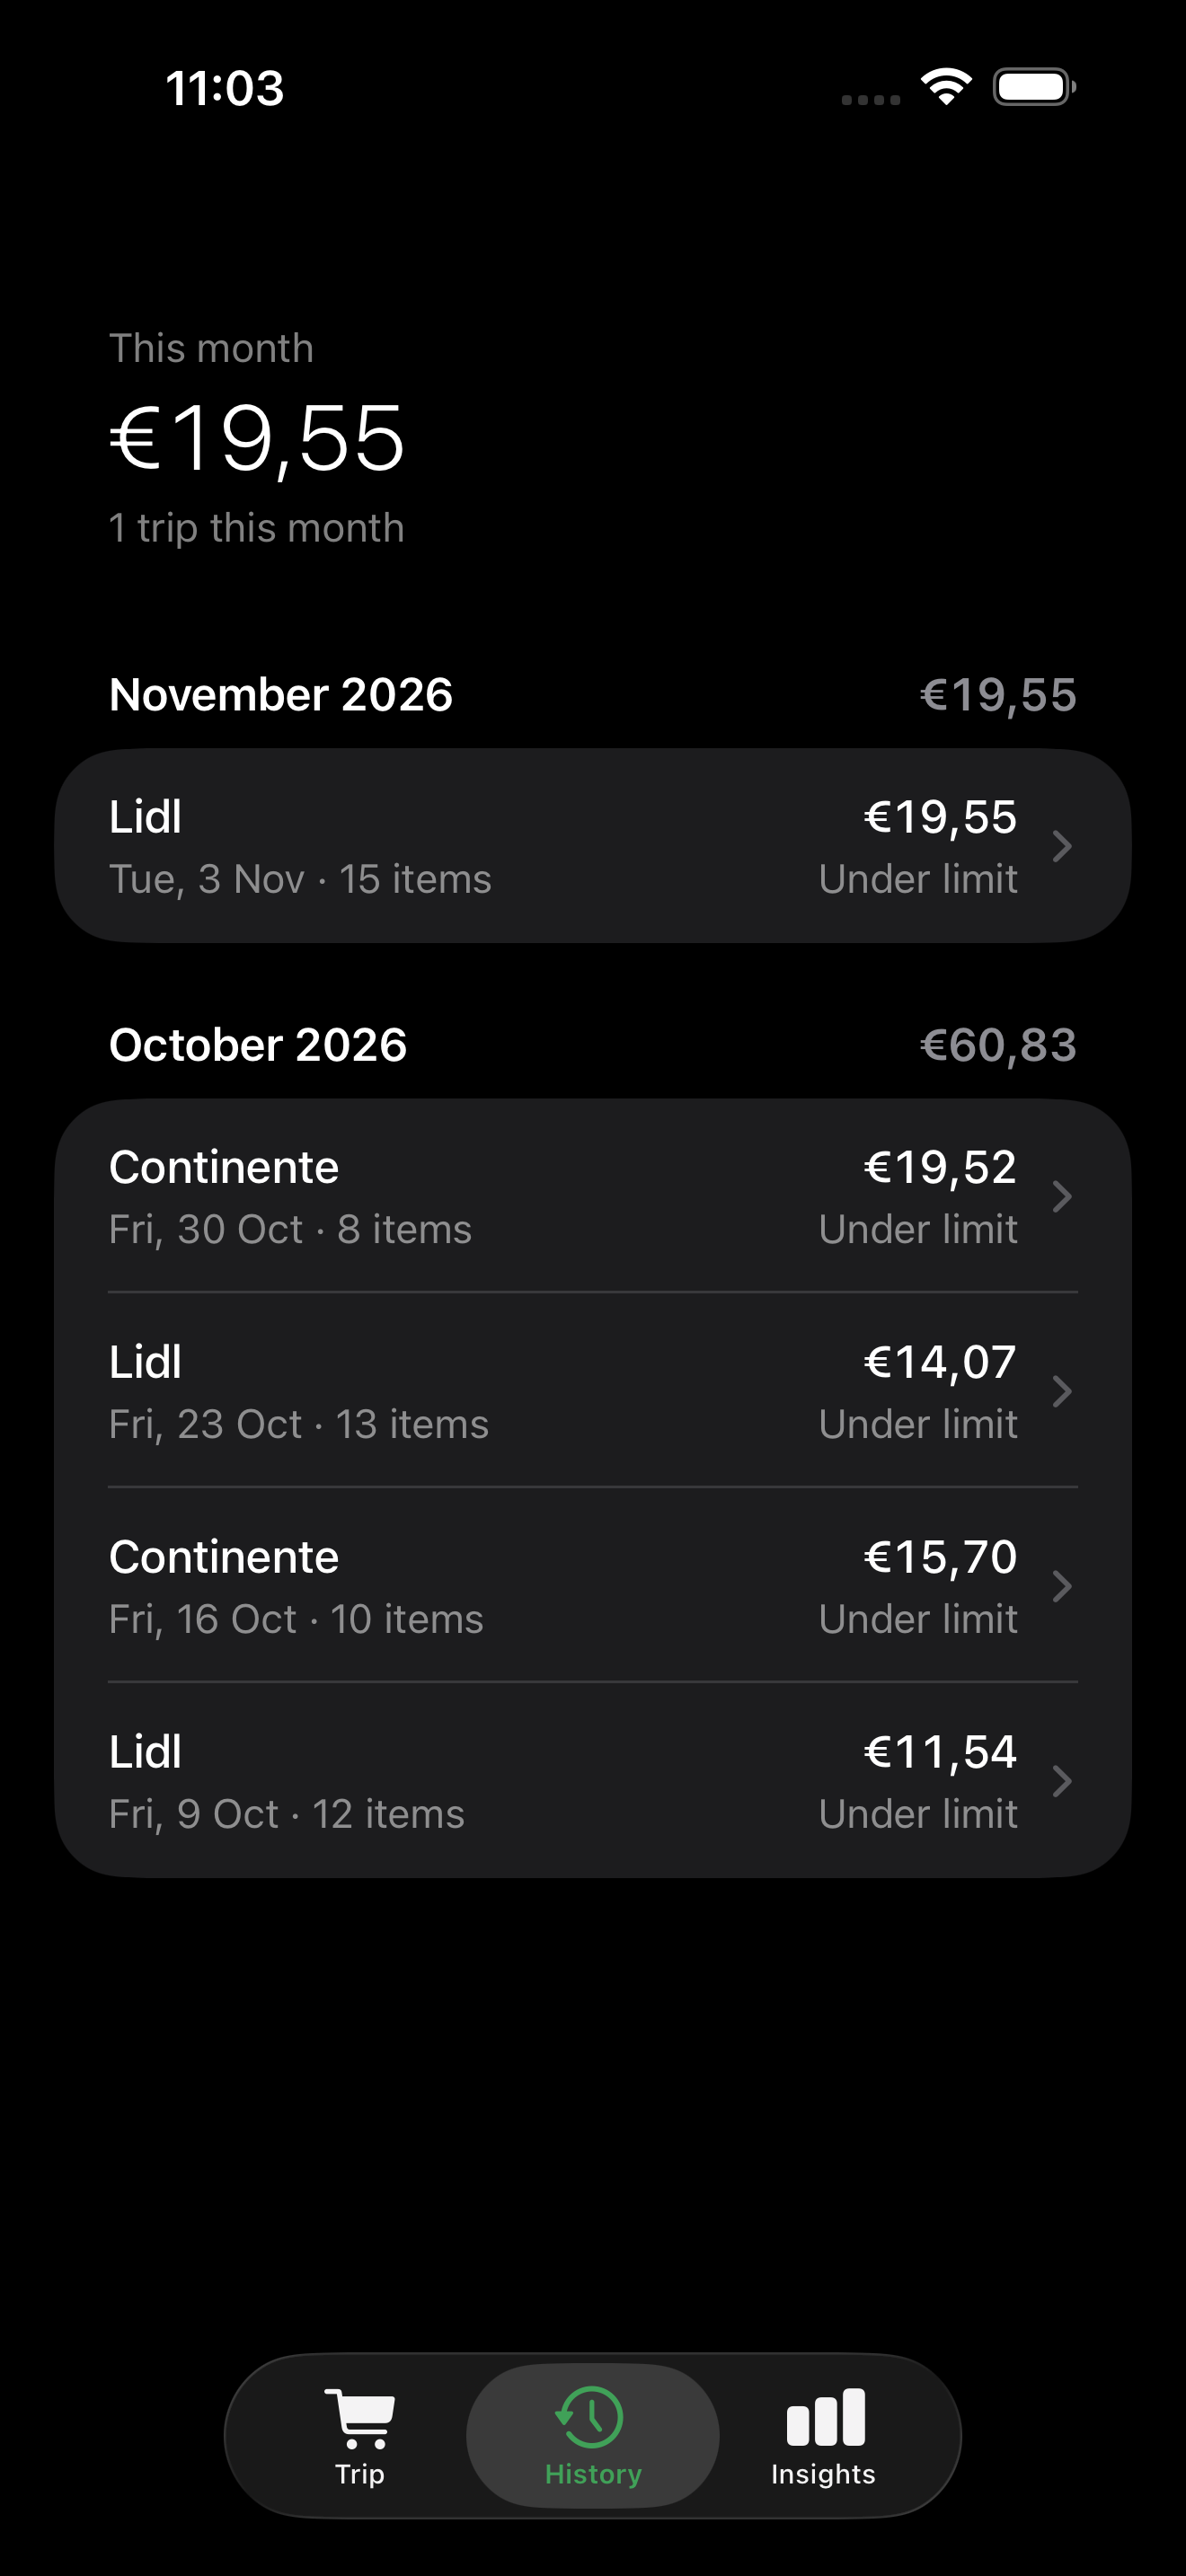 11:03
This month
€19,55
1 trip this month
November 2026 €19,55
Lidl €19,55
Tue, 3 Nov · 15 items Under limit
October 2026 €60,83
Continente €19,52
Fri, 30 Oct · 8 items Under limit
Lidl €14,07
Fri, 23 Oct · 13 items Under limit
Continente €15,70
Fri, 16 Oct · 10 items Under limit
Lidl €11,54
Fri, 9 Oct · 12 items Under limit
Trip History Insights